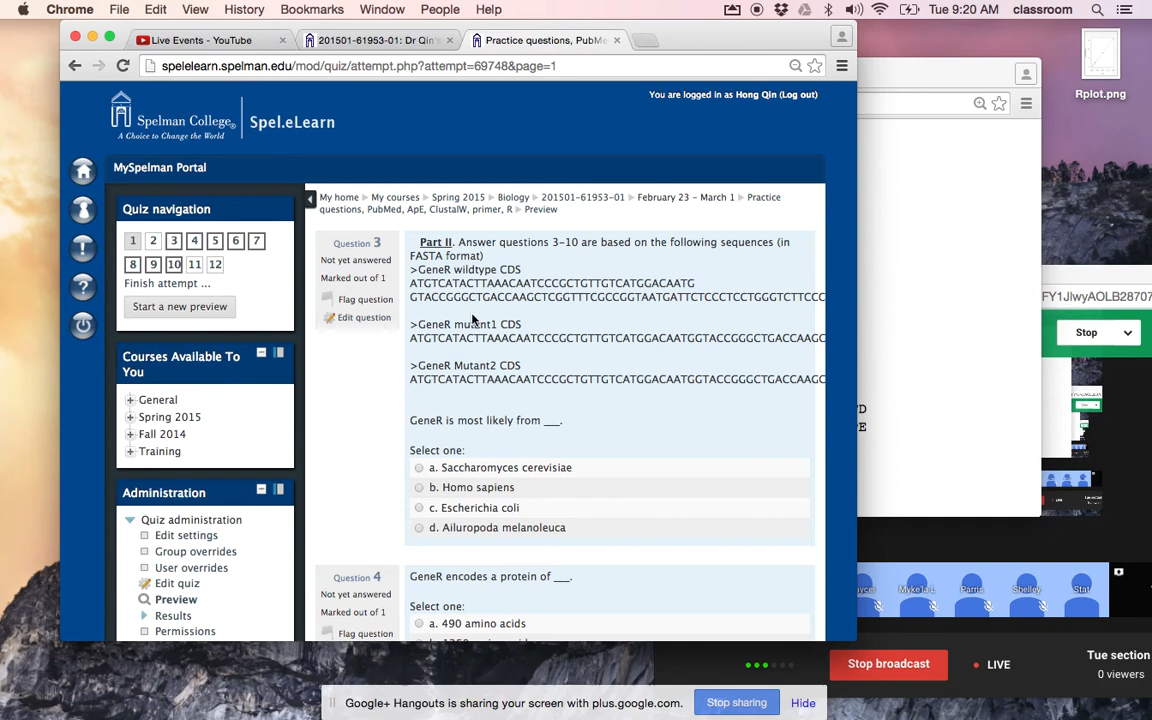 Chrome File Edit View History Bookmarks Window People Help Tue 9:20 AM classroom
Live Events - YouTube 201501-61953-01: Dr Qin's Practice questions, PubMe
spelelearn.spelman.edu/mod/quiz/attempt.php?attempt=69748&page=1
Rplot.png
You are logged in as Hong Qin (Log out)
Spelman College Spel.eLearn
A Choice to Change the World
MySpelman Portal
Quiz navigation
1 2 3 4 5 6 7
8 9 10 11 12
Finish attempt ...
Start a new preview
Courses Available To
You
General
Spring 2015
Fall 2014
Training
Administration
Quiz administration
Edit settings
Group overrides
User overrides
Edit quiz
Preview
Results
Permissions
My home My courses Spring 2015 Biology 201501-61953-01 February 23 - March 1 Practice
questions, PubMed, ApE, ClustalW, primer, R Preview
Question 3
Not yet answered
Marked out of 1
Flag question
Edit question
Part II. Answer questions 3-10 are based on the following sequences (in
FASTA format)
>GeneR wildtype CDS
ATGTCATACTTAAACAATCCCGCTGTTGTCATGGACAATG
GTACCGGGCTGACCAAGCTCGGTTTCGCCGGTAATGATTCTCCCTCCTGGGTCTTCCC
>GeneR mutant1 CDS
ATGTCATACTTAAACAATCCCGCTGTTGTCATGGACAATGGTACCGGGCTGACCAAGC
>GeneR Mutant2 CDS
ATGTCATACTTAAACAATCCCGCTGTTGTCATGGACAATGGTACCGGGCTGACCAAGC
GeneR is most likely from ___.
Select one:
a. Saccharomyces cerevisiae
b. Homo sapiens
c. Escherichia coli
d. Ailuropoda melanoleuca
Question 4
Not yet answered
Marked out of 1
Flag question
GeneR encodes a protein of ___.
Select one:
a. 490 amino acids
FY1JlwyAOLB28707
Stop
PD
PE
Mykela L Parris Shelley Stat
Stop broadcast LIVE Tue section
0 viewers
Google+ Hangouts is sharing your screen with plus.google.com. Stop sharing Hide